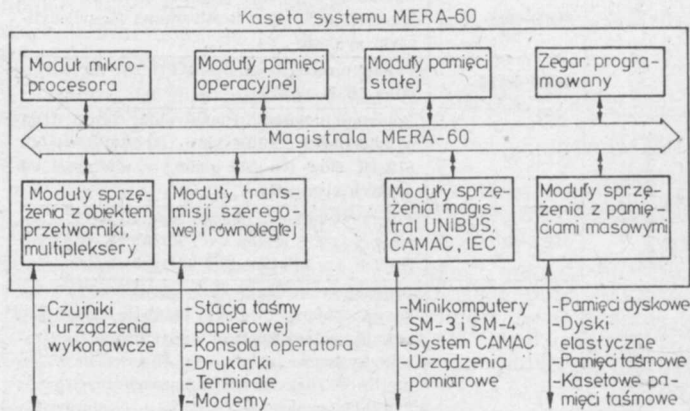 Kaseta systemu MERA-60
Moduł mikro-
procesora
Moduły pamięci
operacyjnej
Moduły pamięci
stałej
Zegar progra-
mowany
Magistrala MERA-60
Moduły sprzę-
żenia z obiektem
przetworniki,
multipleksery
Moduły trans-
misji szerego-
wej i równoległej
Moduły sprzę-
żenia magi-
stral UNIBUS,
CAMAC, IEC
Moduły sprzę-
żenia z pamię-
ciami masowymi
-Czujniki
i urządzenia
wykonawcze
-Stacja taśmy
papierowej
-Konsola operatora
-Drukarki
-Terminale
-Modemy
-Minikomputery
SM-3 i SM-4
-System CAMAC
-Urządzenia
pomiarowe
-Pamięci dyskowe
-Dyski
elastyczne
-Pamięci taśmowe
-Kasetowe pa-
mięci taśmowe